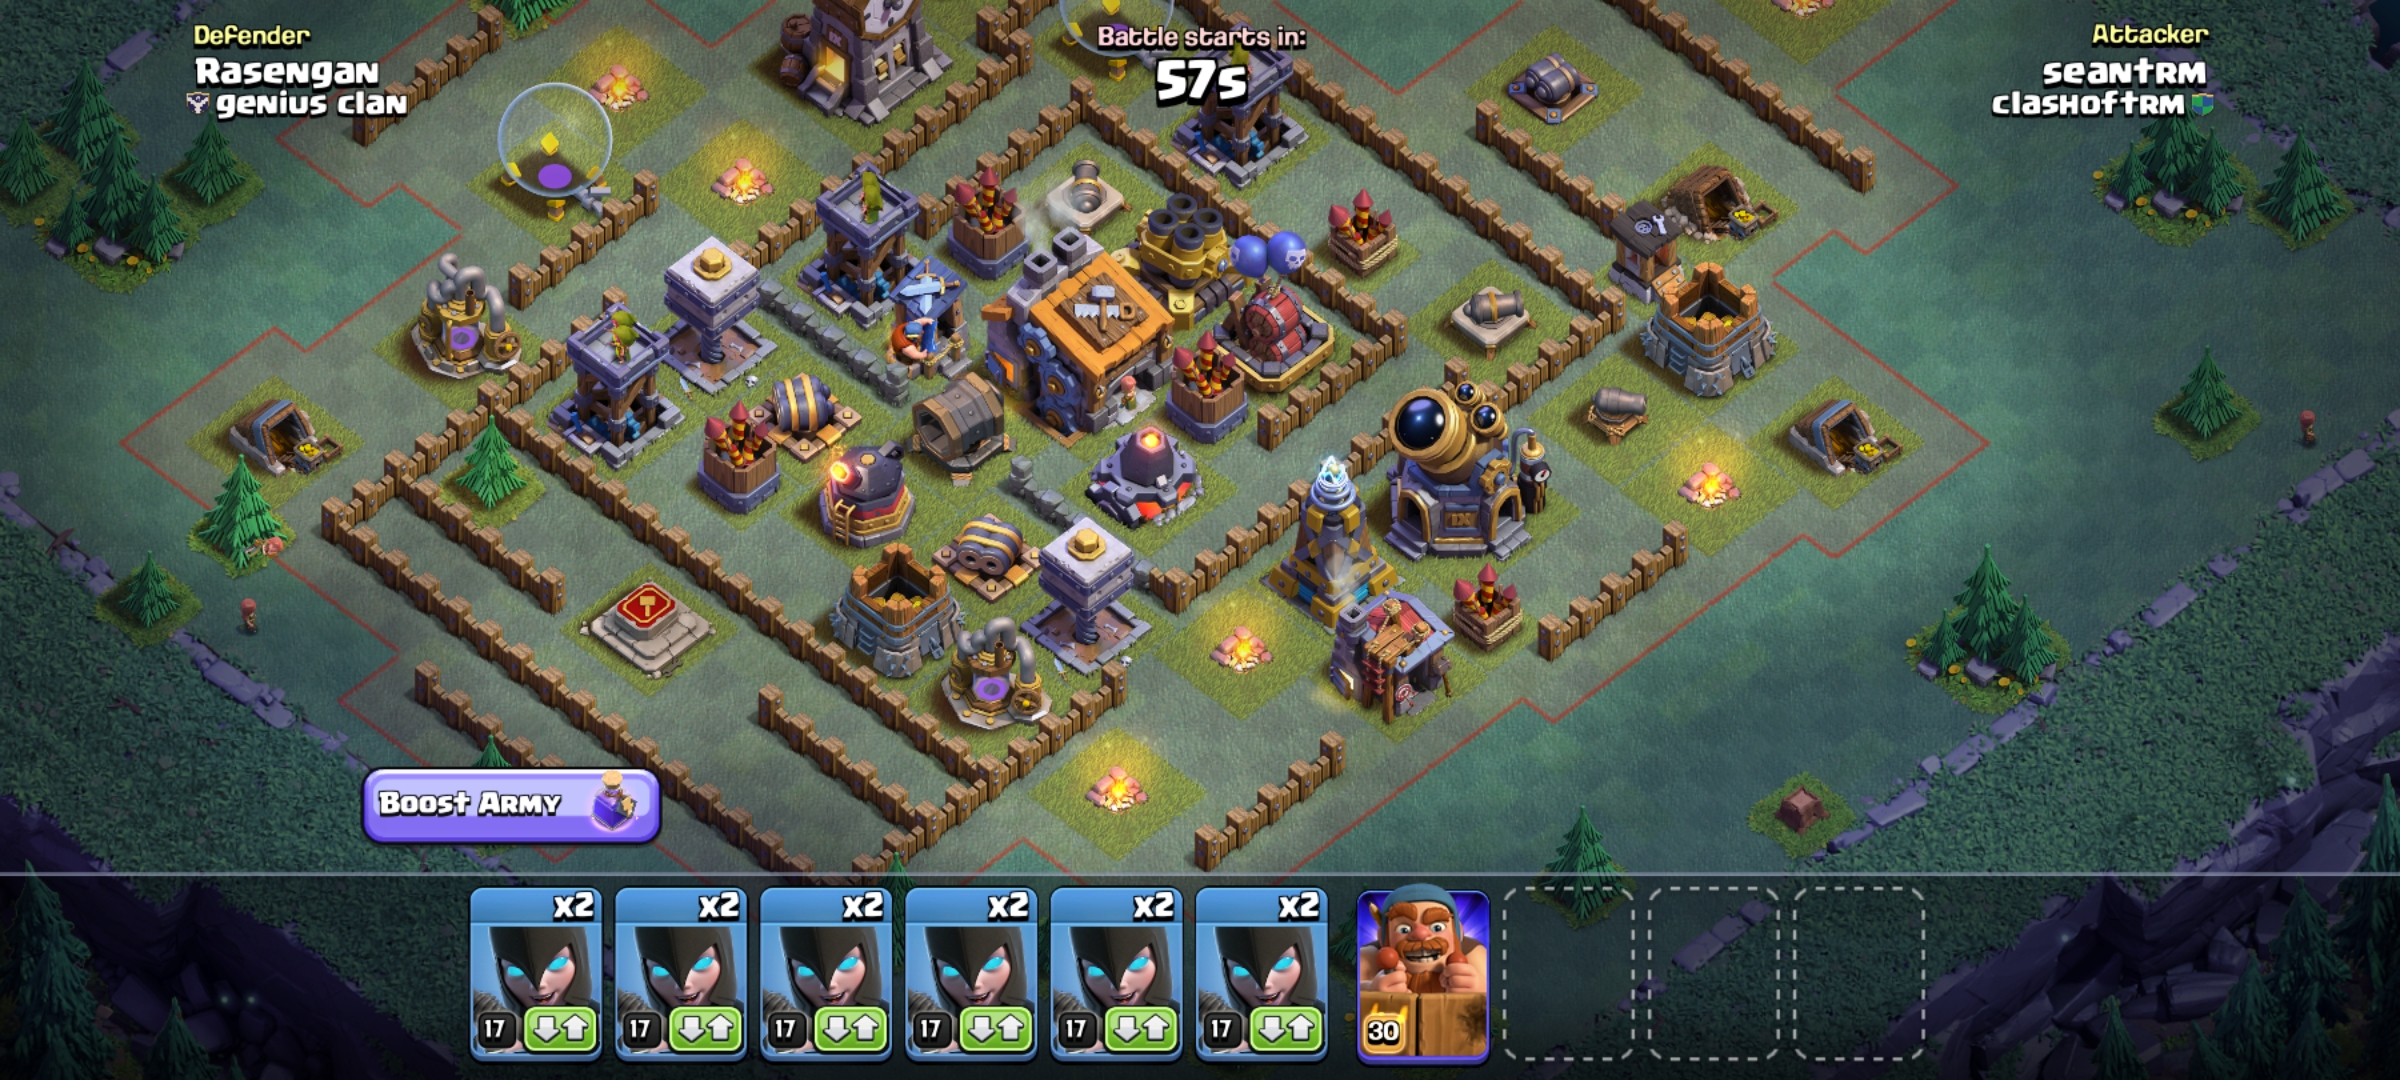 Defender
Rasengan
genius clan
Battle starts in:
57s
Attacker
seantRM
clashoftRM
Boost Army
x2
x2
x2
x2
x2
x2
17
17
17
17
17
17
30